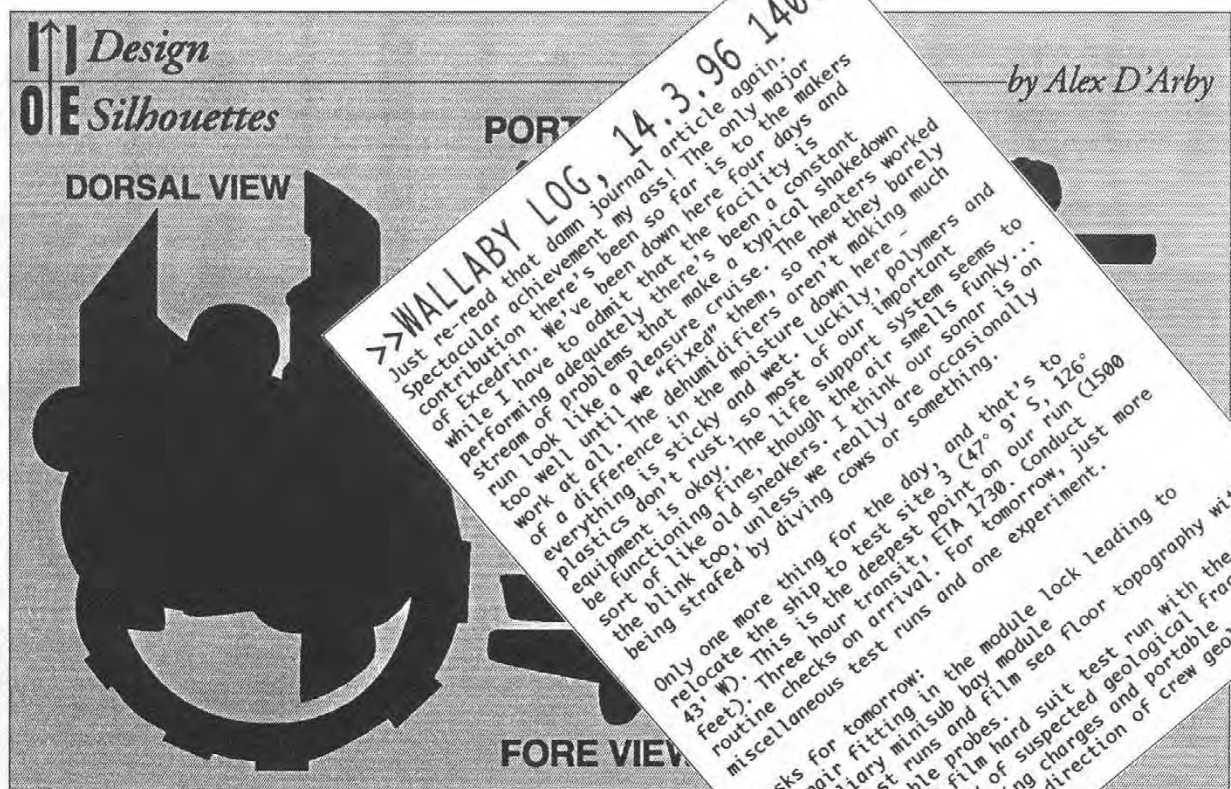 Design
Silhouettes
by Alex D'Arby
DORSAL VIEW
FORE
>>WALLABY LOG, 14.3.96
Just re-read that damn journal article again.
Spectacular achievement my ass! The only major
contribution there's been so far is to the makers
of Excedrin. We've been down here four days and
while I have to admit that the facility is
performing adequately there's been a constant
stream of problems that make a typical shakedown
run look like a pleasure cruise. The heaters worked
too well until we "fixed" them, so now they barely
work at all. The dehumidifiers aren't making much
of a difference in the moisture down here -
everything is sticky and wet. Luckily, polymers and
plastics don't rust, so most of our important
equipment is okay. The life support system seems to
be functioning fine, though the air smells funky...
sort of like old sneakers. I think our sonar is on
the blink too, unless we really are occasionally
being strafed by diving cows or something.
Only one more thing for the day, and that's to
relocate the ship to test site 3 (47° 9' S, 126°
43' W). This is the deepest point on our run (1500
feet). Three hour transit, ETA 1730. Conduct
routine checks on arrival. For tomorrow, just more
miscellaneous test runs and one experiment.
for tomorrow:
fitting in the module lock leading to
minisub bay module
runs and film sea floor topography
probes.
film hard suit test run with the
of suspected geological
charges and portable
direction of crew